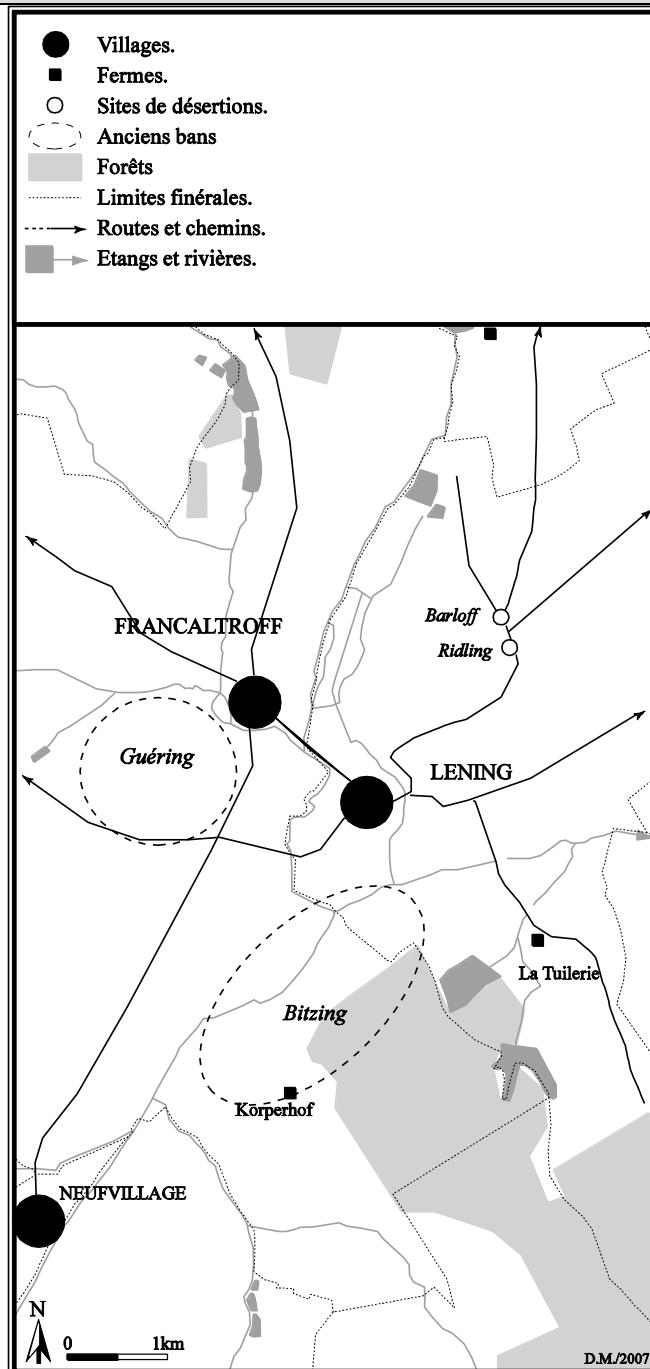 Villages.
Fermes.
Sites de désertions.
Anciens bans
Forêts
Limites finérales.
Routes et chemins.
Etangs et rivières.
Barloff
FRANCALTROFF
Ridling
Guéring
LENING
La Tuilerie
Bitzing
Körperhof
NEUFVILLAGE
N
0 1km
D.M./2007